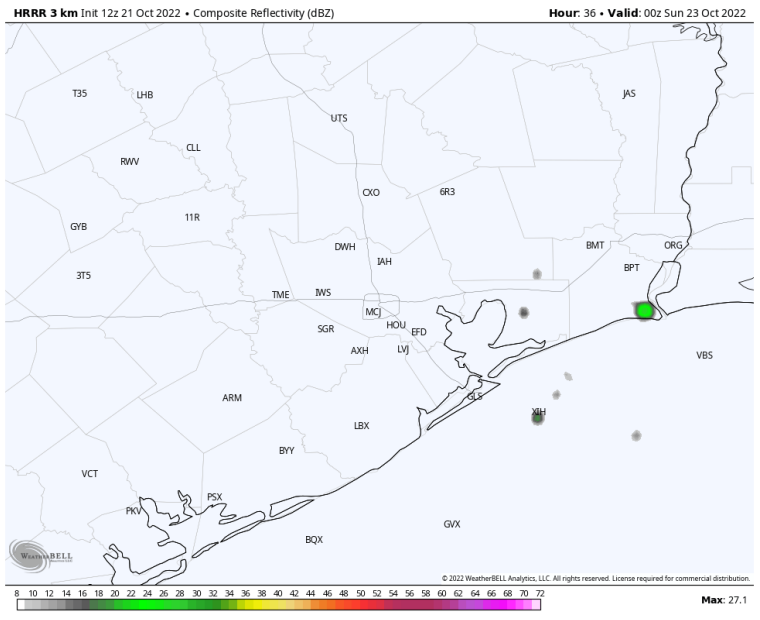 HRRR 3 km Init 12z 21 Oct 2022 • Composite Reflectivity (dBZ) Hour: 36 • Valid: 00z Sun 23 Oct 2022
T35 LHB JAS
UTS
CLL
RWV
CXO 6R3
11R
GYB
DWH BMT ORG
IAH
3T5 BPT
TME IWS
MCJ
SGR HOU EFD
AXH LVJ VBS
ARM GLS
XIH
LBX
BYY
VCT
PSX
PKV
GVX
BQX
WEATHERBELL
© 2022 WeatherBELL Analytics, LLC. All rights reserved. License required for commercial distribution.
8 10 12 14 16 18 20 22 24 26 28 30 32 34 36 38 40 42 44 46 48 50 52 54 56 58 60 62 64 66 68 70 72 Max: 27.1